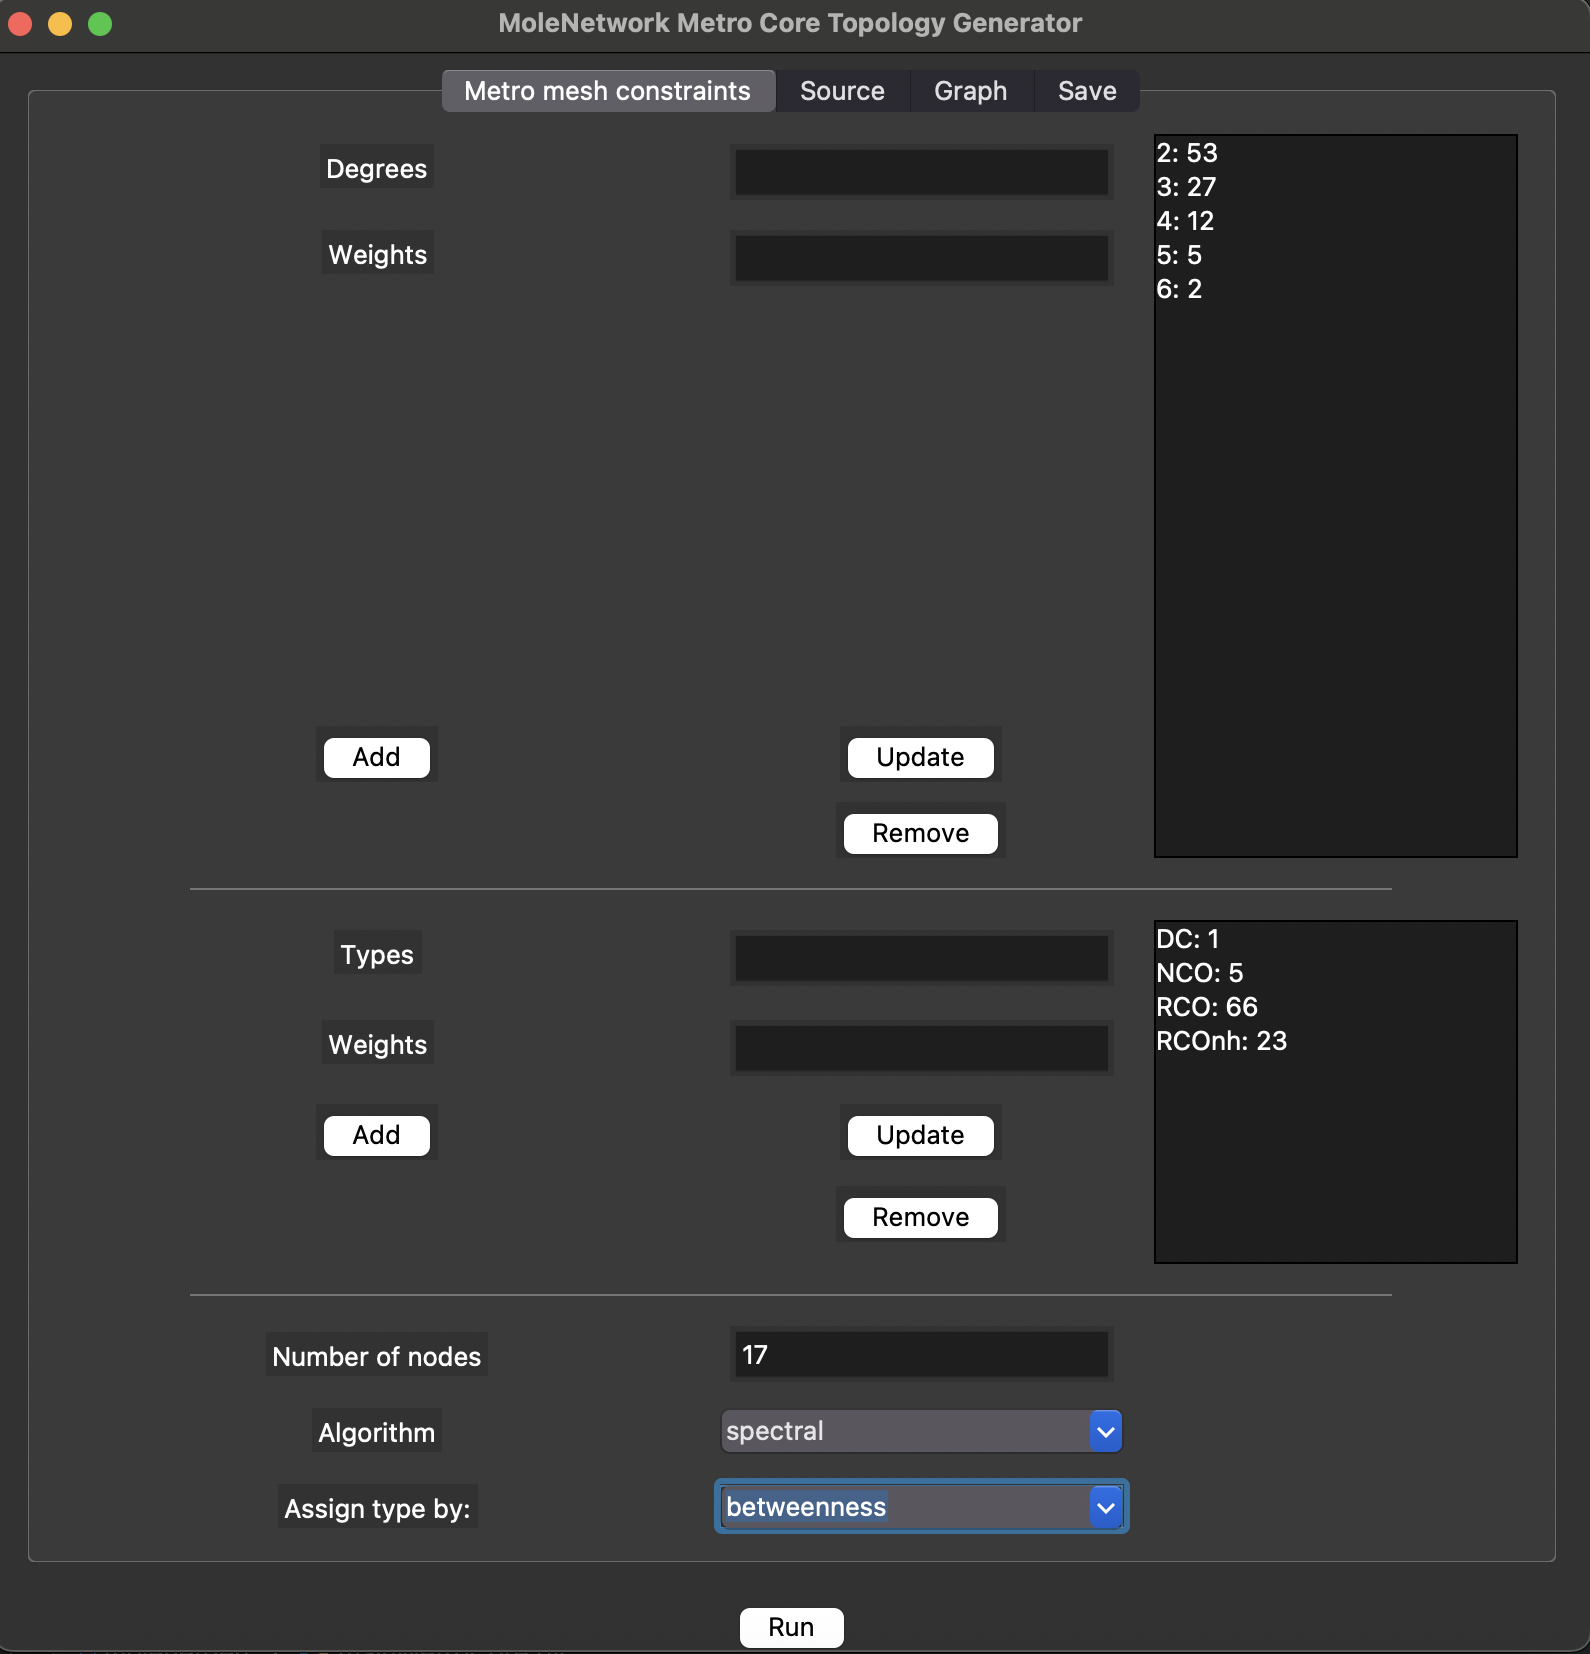 MoleNetwork Metro Core Topology Generator
Metro mesh constraints Source Graph Save
Degrees
Weights
2: 53
3: 27
4: 12
5: 5
6: 2
Add
Update
Remove
Types
Weights
DC: 1
NCO: 5
RCO: 66
RCOnh: 23
Add
Update
Remove
Number of nodes
17
Algorithm
spectral
Assign type by:
betweenness
Run